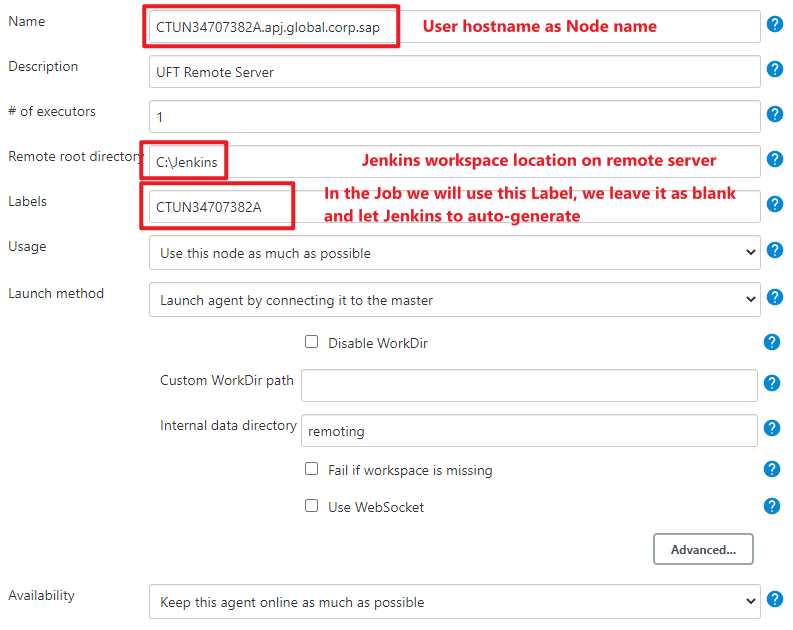 Name
CTUN34707382A.apj.global.corp.sap
User hostname as Node name
?
Description
UFT Remote Server
?
# of executors
1
?
Remote root directory
C:\Jenkins
Jenkins workspace location on remote server
?
Labels
CTUN34707382A
In the Job we will use this Label, we leave it as blank
and let Jenkins to auto-generate
?
Usage
Use this node as much as possible
?
Launch method
Launch agent by connecting it to the master
?
Disable WorkDir
?
Custom WorkDir path
?
Internal data directory
remoting
?
Fail if workspace is missing
?
Use WebSocket
?
Advanced...
Availability
Keep this agent online as much as possible
?